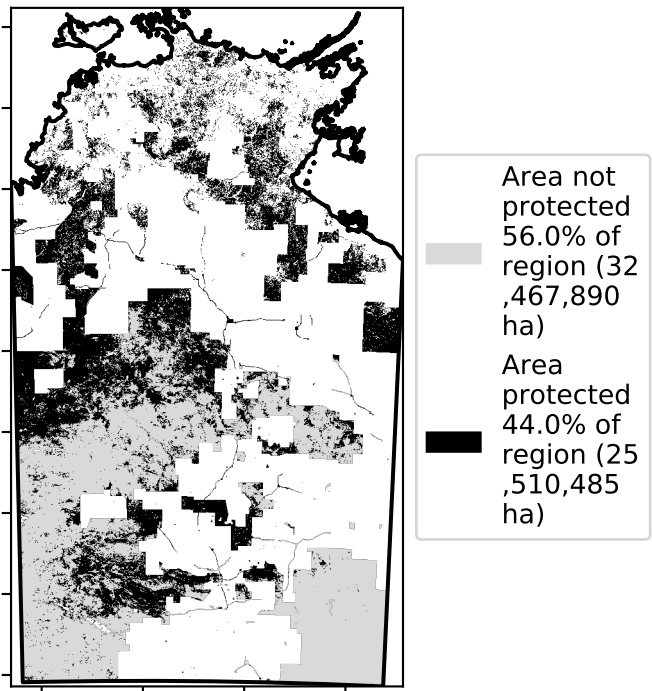 Area not
protected
56.0% of
region (32
,467,890
ha)
Area
protected
44.0% of
region (25
,510,485
ha)